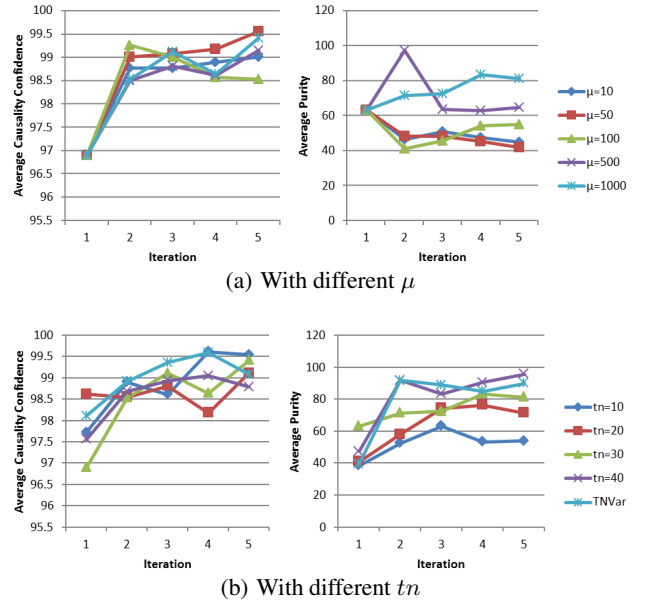 Average Causality Confidence
100
99.5
99
98.5
98
97.5
97
96.5
96
95.5
1 2 3 4 5
Iteration
Average Purity
120
100
80
60
40
20
0
1 2 3 4 5
Iteration
μ=10
μ=50
μ=100
μ=500
μ=1000
(a) With different μ
Average Causality Confidence
100
99.5
99
98.5
98
97.5
97
96.5
96
95.5
1 2 3 4 5
Iteration
Average Purity
120
100
80
60
40
20
0
1 2 3 4 5
Iteration
tn=10
tn=20
tn=30
tn=40
TNVar
(b) With different tn